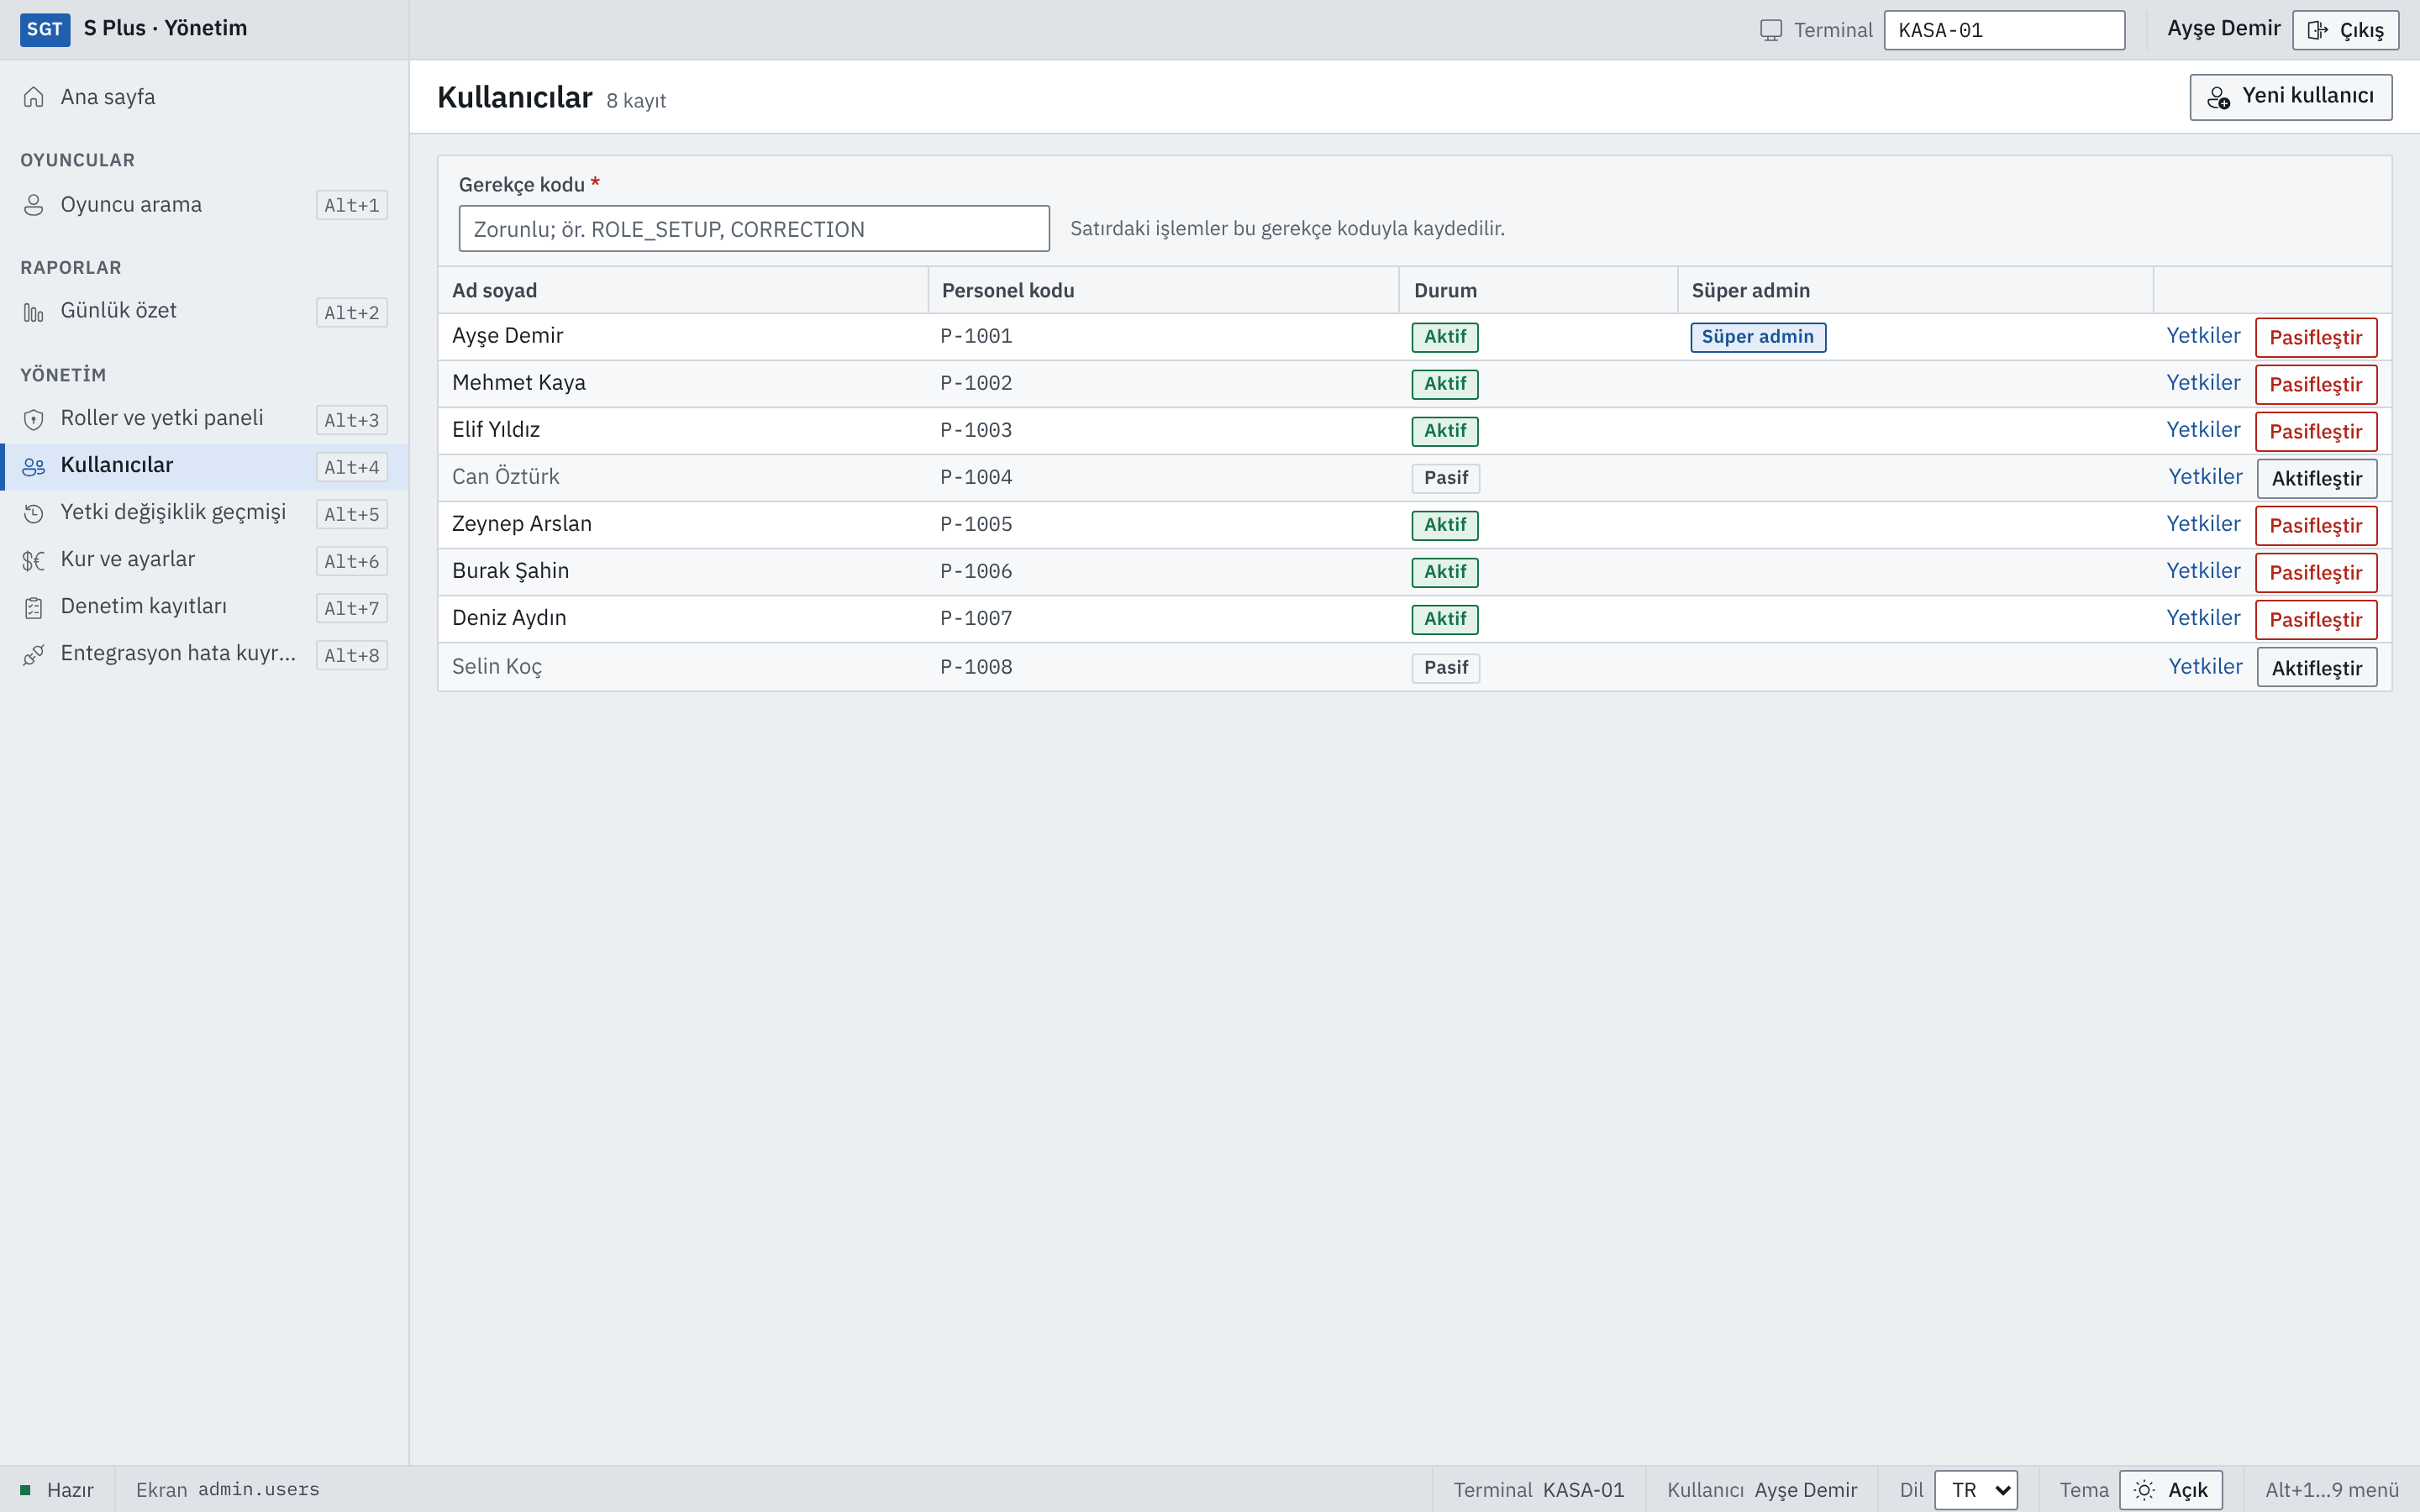 SGT S Plus · Yönetim
Terminal KASA-01 Ayşe Demir Çıkış
Ana sayfa
OYUNCULAR
Oyuncu arama Alt+1
RAPORLAR
Günlük özet Alt+2
YÖNETİM
Roller ve yetki paneli Alt+3
Kullanıcılar Alt+4
Yetki değişiklik geçmişi Alt+5
Kur ve ayarlar Alt+6
Denetim kayıtları Alt+7
Entegrasyon hata kuyr... Alt+8
Kullanıcılar 8 kayıt Yeni kullanıcı
Gerekçe kodu *
Zorunlu; ör. ROLE_SETUP, CORRECTION Satırdaki işlemler bu gerekçe koduyla kaydedilir.
Ad soyad Personel kodu Durum Süper admin
Ayşe Demir P-1001 Aktif Süper admin Yetkiler Pasifleştir
Mehmet Kaya P-1002 Aktif Yetkiler Pasifleştir
Elif Yıldız P-1003 Aktif Yetkiler Pasifleştir
Can Öztürk P-1004 Pasif Yetkiler Aktifleştir
Zeynep Arslan P-1005 Aktif Yetkiler Pasifleştir
Burak Şahin P-1006 Aktif Yetkiler Pasifleştir
Deniz Aydın P-1007 Aktif Yetkiler Pasifleştir
Selin Koç P-1008 Pasif Yetkiler Aktifleştir
Hazır Ekran admin.users Terminal KASA-01 Kullanıcı Ayşe Demir Dil TR Tema Açık Alt+1...9 menü